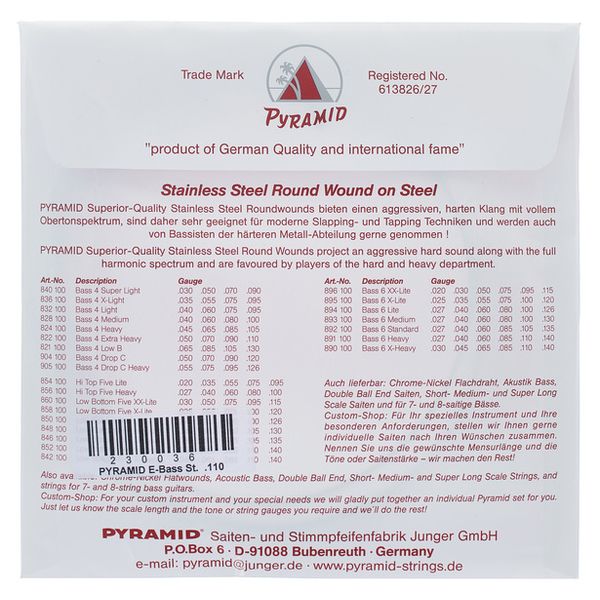 Trade Mark
Registered No.
613826/27
PYRAMID
"product of German Quality and international fame"
Stainless Steel Round Wound on Steel
PYRAMID Superior-Quality Stainless Steel Roundwounds bieten einen aggressiven, harten Klang mit vollem
Obertonspektrum, sind daher sehr geeignet für moderne Slapping- und Tapping Techniken und werden auch
von Bassisten der härteren Metall-Abteilung gerne genommen !
PYRAMID Superior-Quality Stainless Steel Round Wounds project an aggressive hard sound along with the full
harmonic spectrum and are favoured by players of the hard and heavy department.
Art.-No. Description Gauge
840 100 Bass 4 Super Light .030 .050 .070 .090
836 100 Bass 4 X-Light .035 .055 .075 .095
832 100 Bass 4 Light .040 .060 .075 .095
828 100 Bass 4 Medium .040 .060 .080 .100
824 100 Bass 4 Heavy .045 .065 .085 .105
822 100 Bass 4 Extra Heavy .050 .070 .090 .110
821 100 Bass 4 Low B .065 .085 .105 .130
904 100 Bass 4 Drop C .050 .070 .090 .120
905 100 Bass 4 Drop C Heavy .055 .075 .095 .126
854 100 Hi Top Five Lite .020 .035 .055 .075 .095
856 100 Hi Top Five Heavy .030 .040 .060 .080 .100
860 100 Low Bottom Five XX-Lite .030 .050 .070 .090 .115
858 100 Low Bottom Five X-Lite
850 100
848 100
846 100
852 100
842 100
Art.-No. Description Gauge
896 100 Bass 6 XX-Lite .020 .030 .050 .075 .095 .115
895 100 Bass 6 X-Lite .025 .035 .055 .075 .100 .120
894 100 Bass 6 Lite .027 .040 .060 .080 .100 .120
893 100 Bass 6 Medium .027 .040 .060 .080 .100 .130
892 100 Bass 6 Standard .027 .040 .060 .080 .105 .135
891 100 Bass 6 Heavy .027 .040 .060 .085 .110 .140
890 100 Bass 6 X-Heavy .030 .045 .065 .085 .110 .140
Auch lieferbar: Chrome-Nickel Flachdraht, Akustik Bass,
Double Ball End Saiten, Short- Medium- und Super Long
Scale Saiten und für 7- und 8-saitige Bässe.
Custom-Shop: Für Ihr spezielles Instrument und Ihre
besonderen Anforderungen, stellen wir Ihnen gerne
individuelle Saiten nach Ihren Wünschen zusammen.
Nennen Sie uns die gewünschte Mensurlänge und die
Töne oder Saitenstärke – wir machen den Rest!
230036
PYRAMID E-Bass St. .110
Also Chrome-Nickel Flatwounds, Acoustic Bass, Double Ball End, Short- Medium- and Super Long Scale Strings, and
strings for 7- and 8-string bass guitars.
Custom-Shop: For your custom instrument and your special needs we will gladly put together an individual Pyramid set for you.
Just let us know the scale length and the tone or string gauges you require and we'll do the rest!
PYRAMID® Saiten- und Stimmpfeifenfabrik Junger GmbH
P.O.Box 6 · D-91088 Bubenreuth · Germany
e-mail: pyramid@junger.de · www.pyramid-strings.de